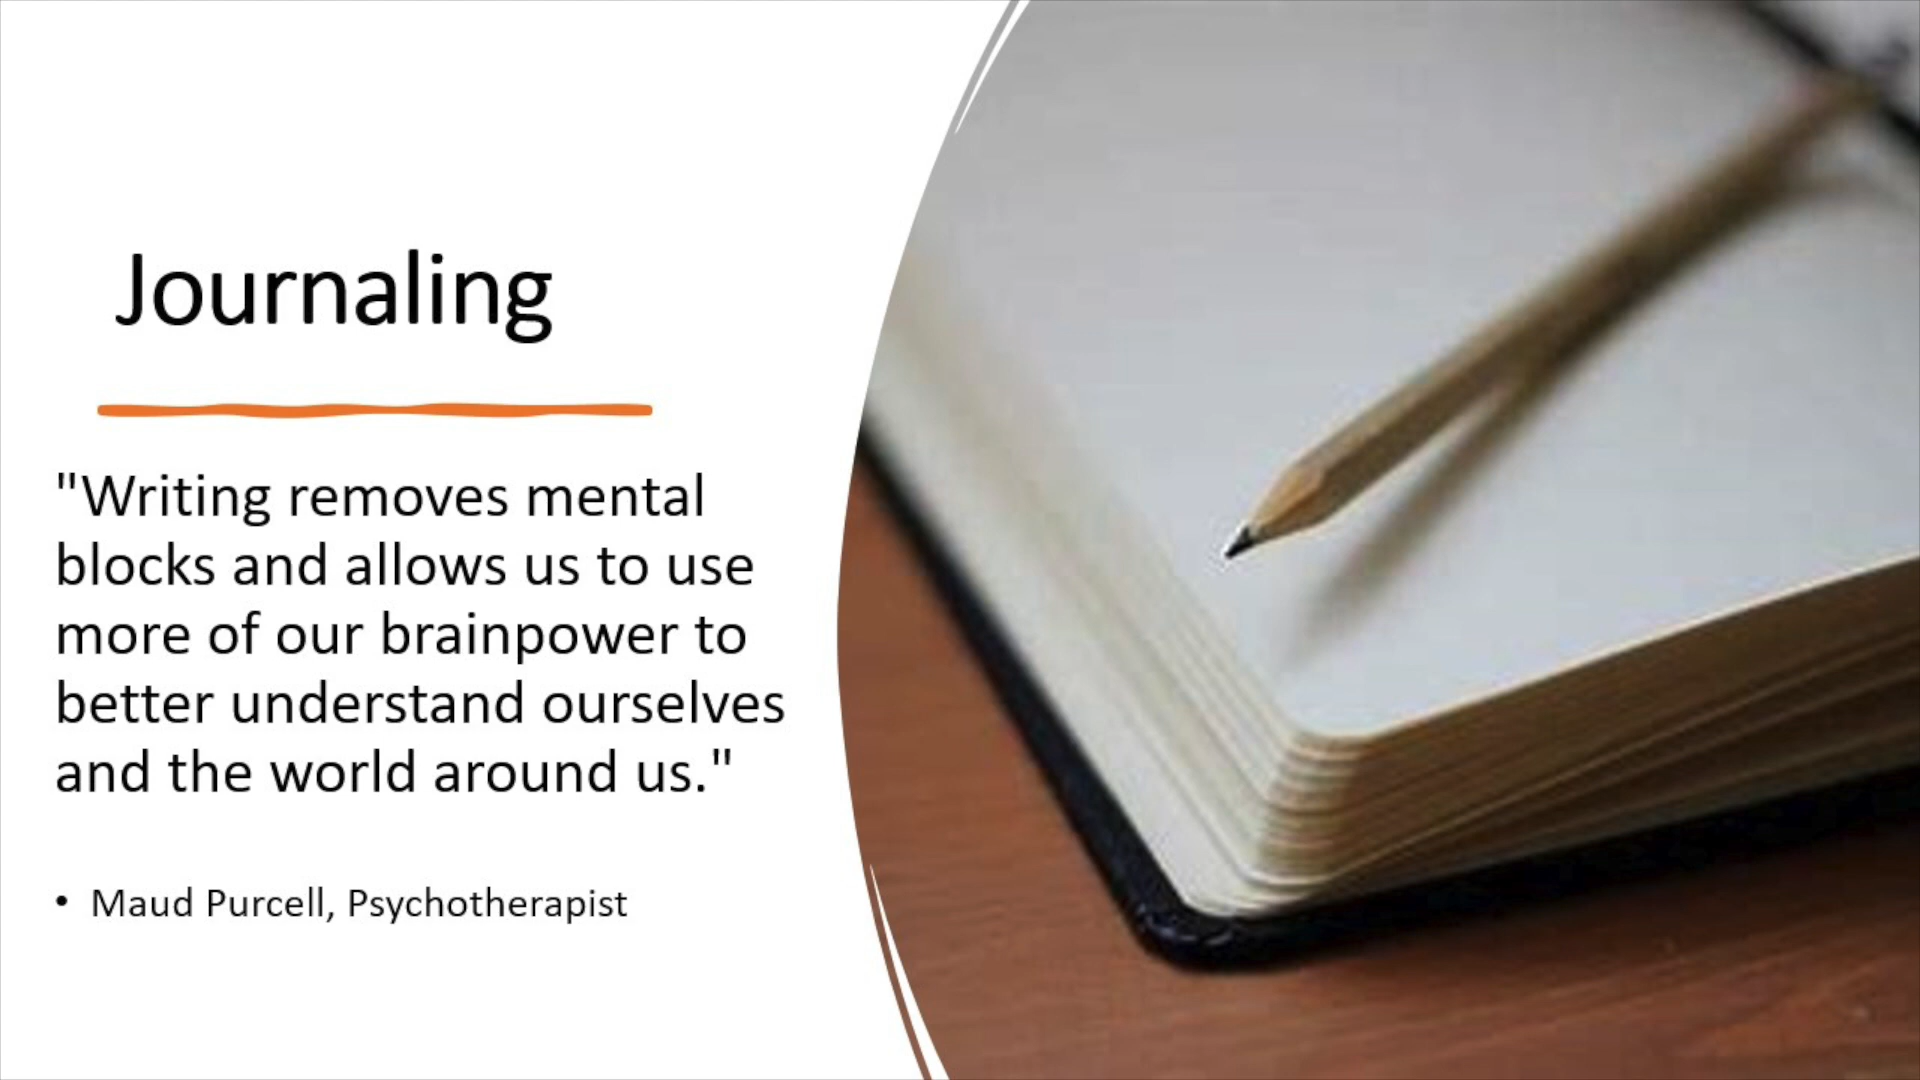 Journaling
"Writing removes mental
blocks and allows us to use
more of our brainpower to
better understand ourselves
and the world around us."
• Maud Purcell, Psychotherapist